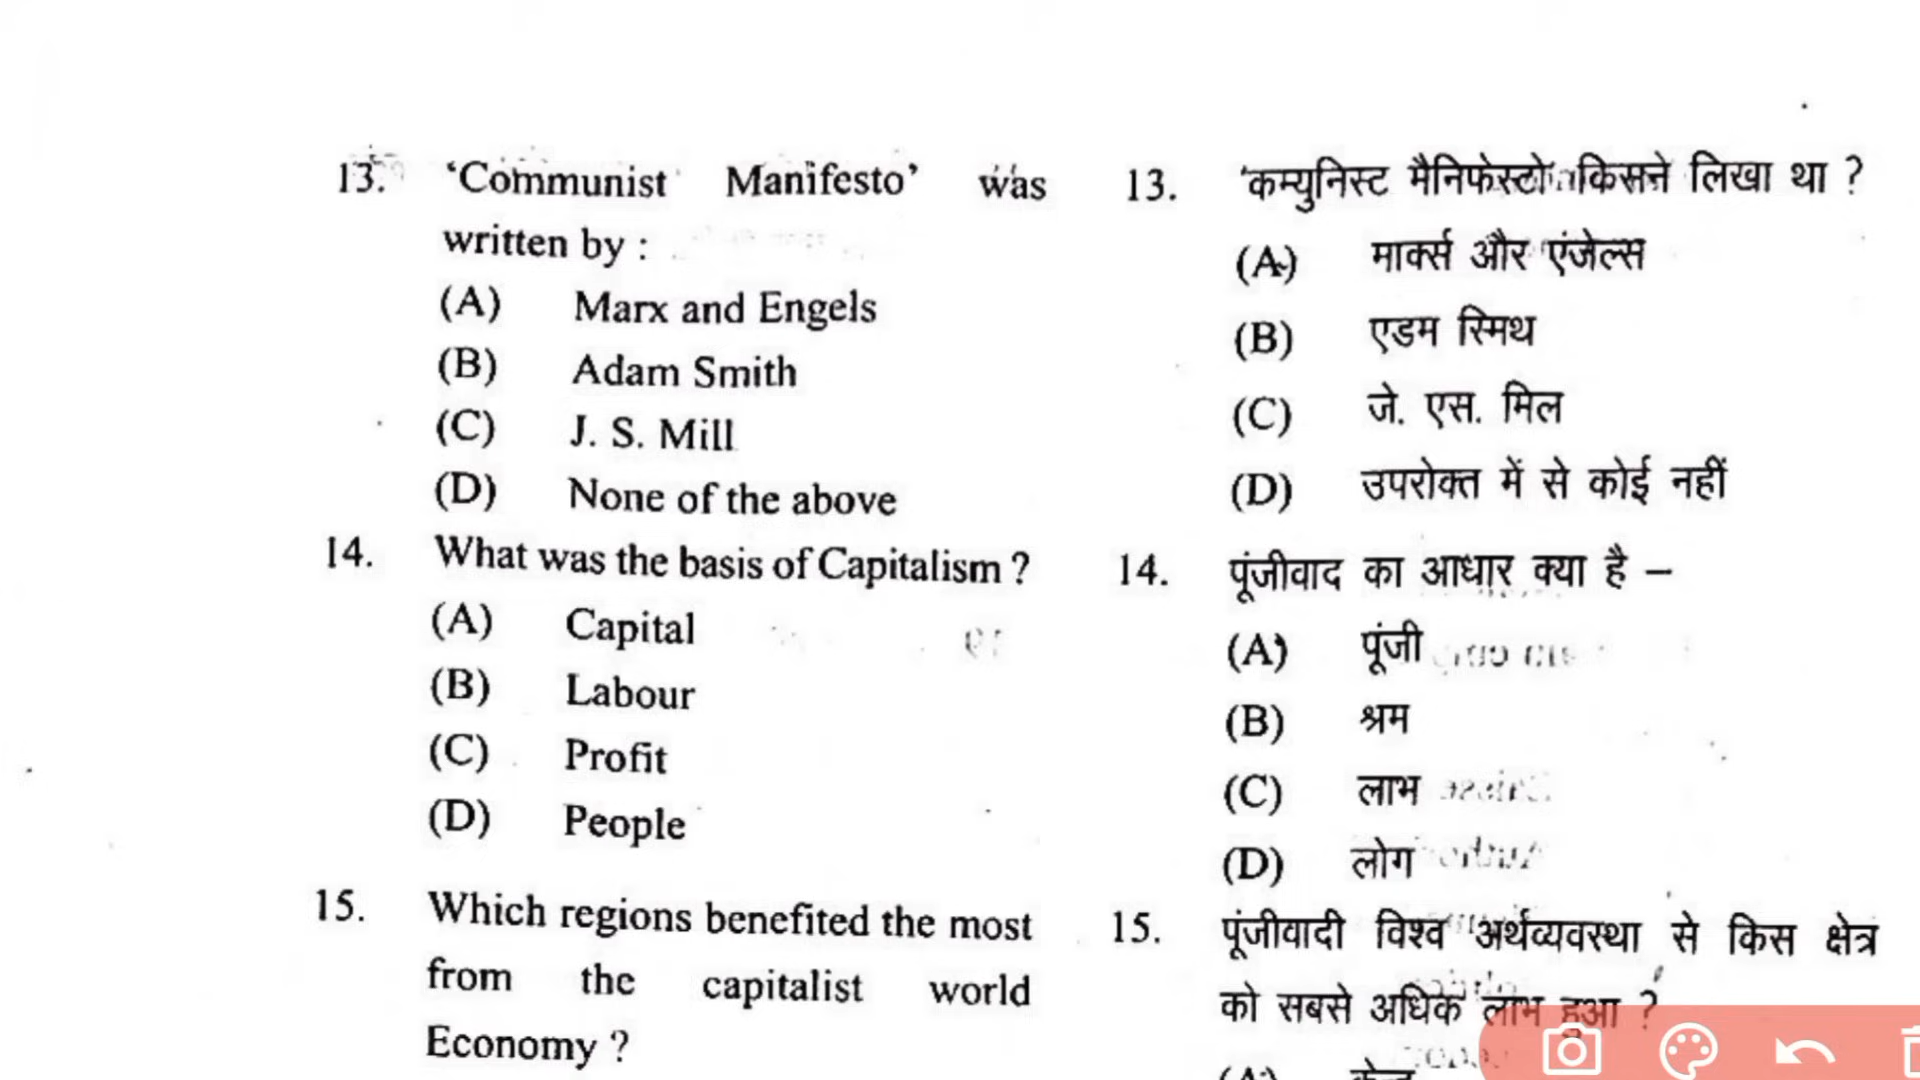 13. ‘Communist Manifesto’ was
written by :
(A) Marx and Engels
(B) Adam Smith
(C) J. S. Mill
(D) None of the above
14. What was the basis of Capitalism ?
(A) Capital
(B) Labour
(C) Profit
(D) People
15. Which regions benefited the most
from the capitalist world
Economy ?
13. ‘कम्युनिस्ट मैनिफेस्टो’ किसने लिखा था ?
(A) मार्क्स और एंजेल्स
(B) एडम स्मिथ
(C) जे. एस. मिल
(D) उपरोक्त में से कोई नहीं
14. पूंजीवाद का आधार क्या है –
(A) पूंजी
(B) श्रम
(C) लाभ
(D) लोग
15. पूंजीवादी विश्व अर्थव्यवस्था से किस क्षेत्र
को सबसे अधिक लाभ हुआ ?
(A)